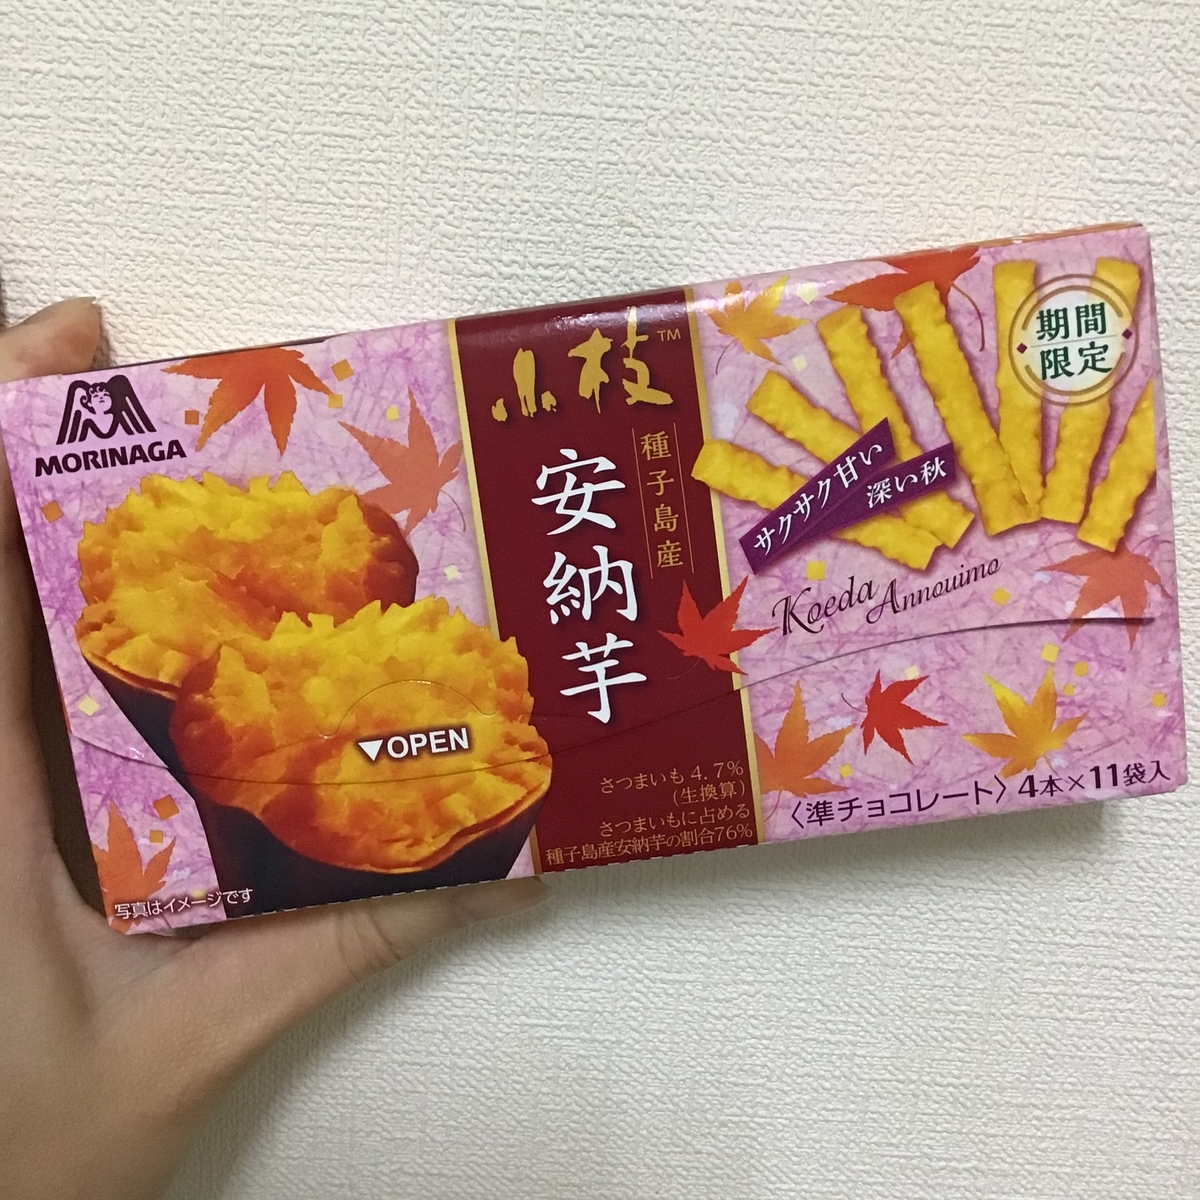 MORINAGA
小枝™
種子島産
安納芋
期間
限定
サクサク甘い
深い秋
Koeda Annouimo
▼OPEN
さつまいも 4.7%
(生換算)
さつまいもに占める
種子島産安納芋の割合76%
〈準チョコレート〉4本×11袋入
写真はイメージです